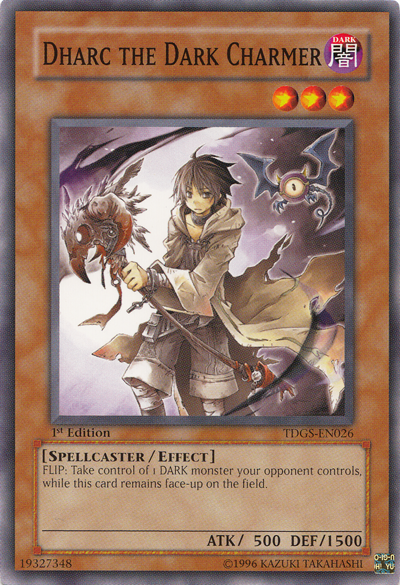 DHARC THE DARK CHARMER
DARK
闇
1st Edition
TDGS-EN026
[SPELLCASTER / EFFECT]
FLIP: Take control of 1 DARK monster your opponent controls,
while this card remains face-up on the field.
ATK/ 500 DEF/1500
19327348
©1996 KAZUKI TAKAHASHI